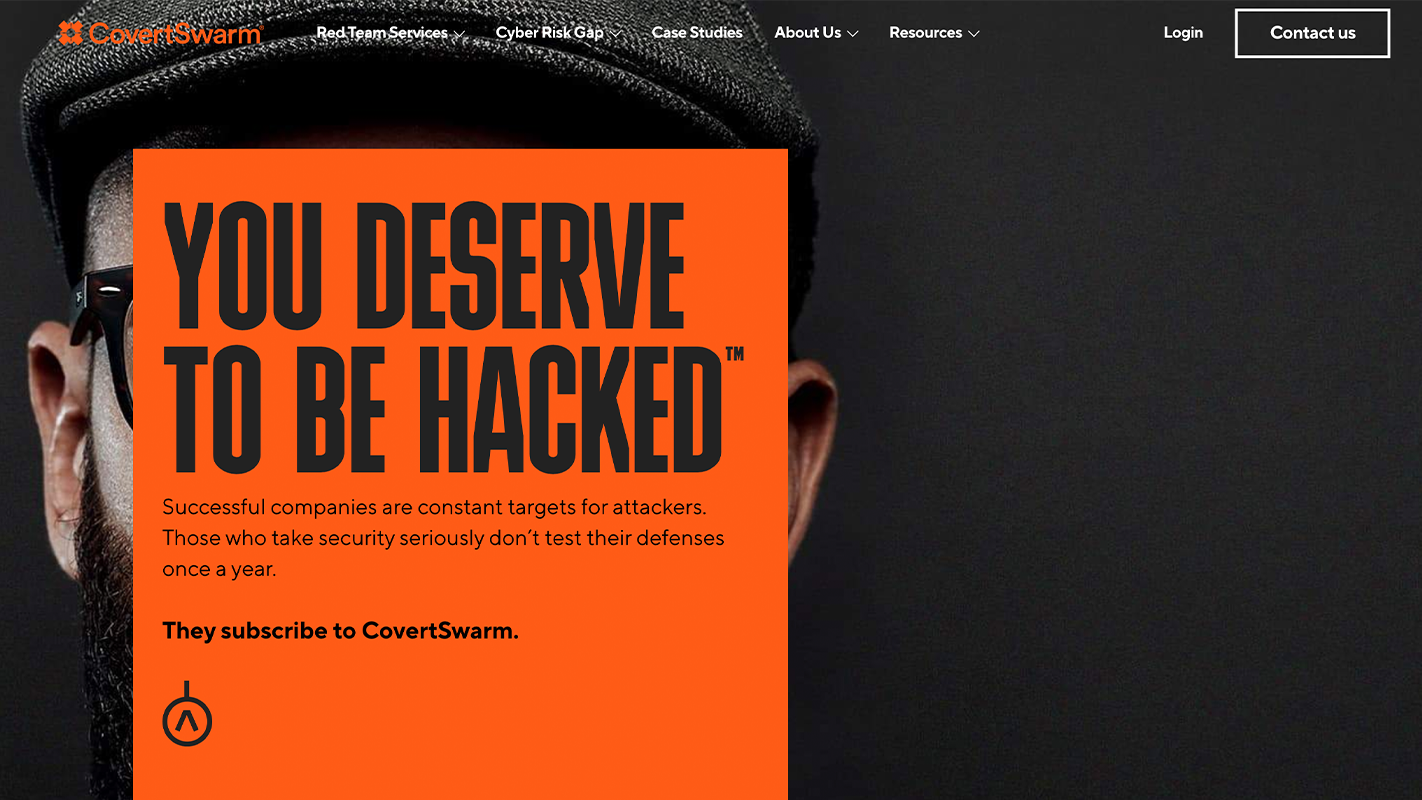 CovertSwarm®
Red Team Services
Cyber Risk Gap
Case Studies
About Us
Resources
Login
Contact us
YOU DESERVE
TO BE HACKED™
Successful companies are constant targets for attackers.
Those who take security seriously don’t test their defenses
once a year.
They subscribe to CovertSwarm.